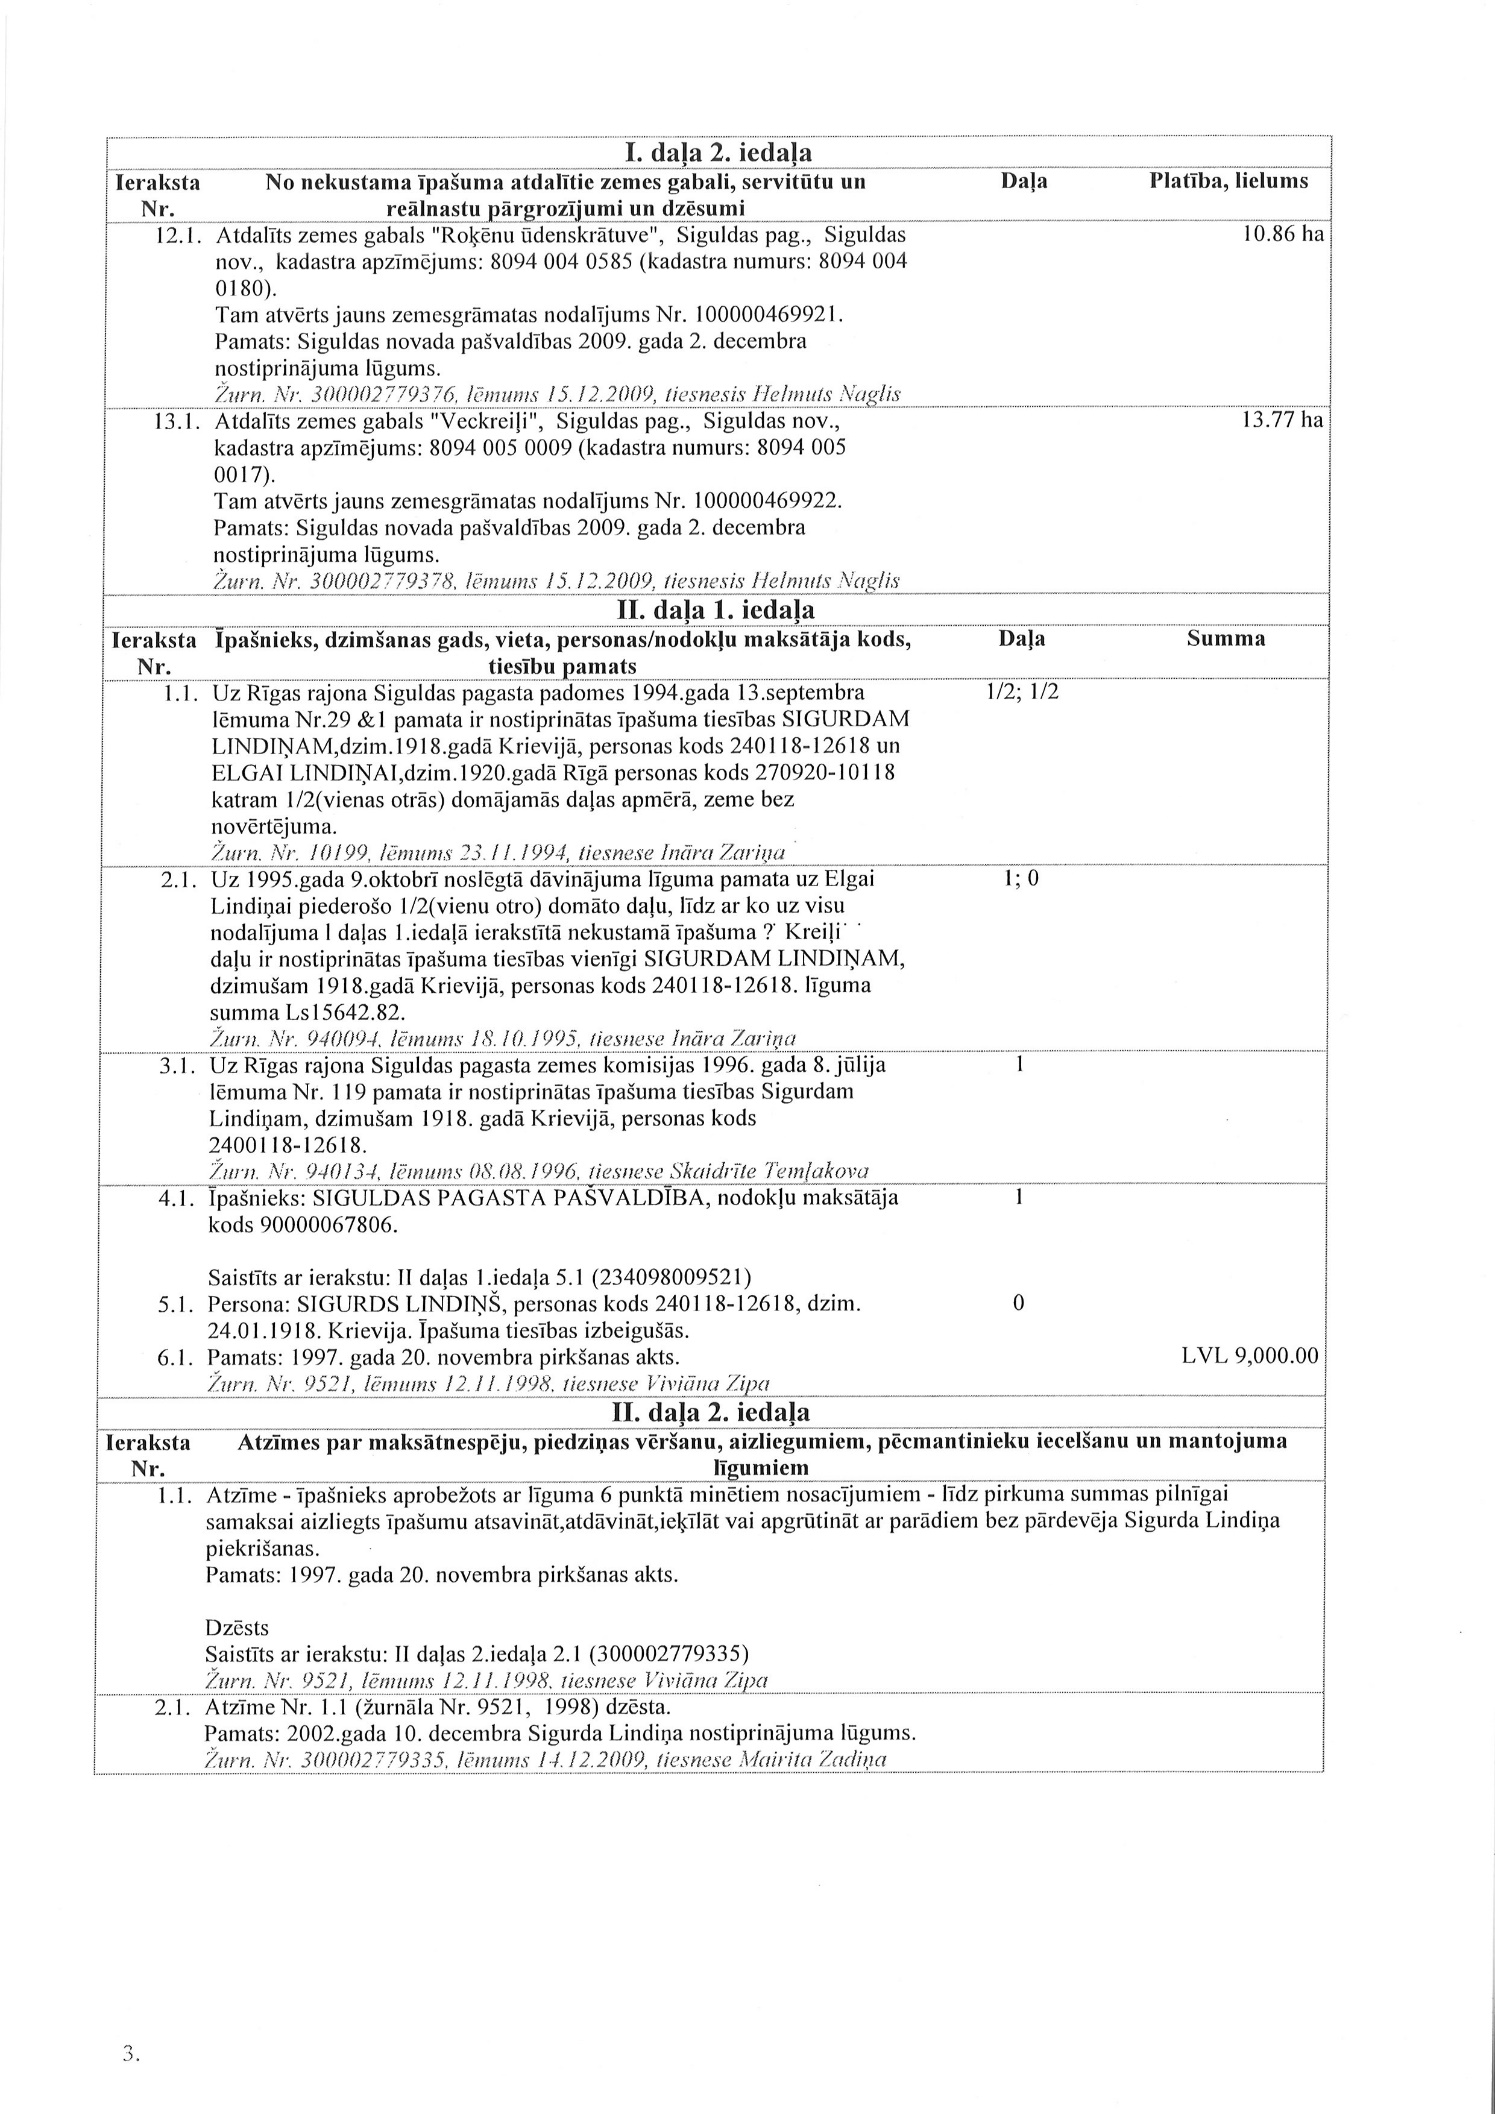 I. daļa 2. iedaļa
Ieraksta No nekustama īpašuma atdalītie zemes gabali, servitūtu un Daļa Platība, lielums
Nr. reālnastu pārgrozījumi un dzēsumi
12.1. Atdalīts zemes gabals "Roķēnu ūdenskrātuve", Siguldas pag., Siguldas 10.86 ha
nov., kadastra apzīmējums: 8094 004 0585 (kadastra numurs: 8094 004
0180).
Tam atvērts jauns zemesgrāmatas nodalījums Nr. 100000469921.
Pamats: Siguldas novada pašvaldības 2009. gada 2. decembra
nostiprinājuma lūgums.
Žurn. Nr. 300002779376, lēmums 15.12.2009, tiesnesis Helmuts Naglis
13.1. Atdalīts zemes gabals "Veckreiļi", Siguldas pag., Siguldas nov., 13.77 ha
kadastra apzīmējums: 8094 005 0009 (kadastra numurs: 8094 005
0017).
Tam atvērts jauns zemesgrāmatas nodalījums Nr. 100000469922.
Pamats: Siguldas novada pašvaldības 2009. gada 2. decembra
nostiprinājuma lūgums.
Žurn. Nr. 300002779378, lēmums 15.12.2009, tiesnesis Helmuts Naglis
II. daļa 1. iedaļa
Ieraksta Īpašnieks, dzimšanas gads, vieta, personas/nodokļu maksātāja kods, Daļa Summa
Nr. tiesību pamats
1.1. Uz Rīgas rajona Siguldas pagasta padomes 1994.gada 13.septembra 1/2; 1/2
lēmuma Nr.29 &1 pamata ir nostiprinātas īpašuma tiesības SIGURDAM
LINDIŅAM,dzim.1918.gadā Krievijā, personas kods 240118-12618 un
ELGAI LINDIŅAI,dzim.1920.gadā Rīgā personas kods 270920-10118
katram 1/2(vienas otrās) domājamās daļas apmērā, zeme bez
novērtējuma.
Žurn. Nr. 10199, lēmums 23.11.1994, tiesnese Ināra Zariņa
2.1. Uz 1995.gada 9.oktobrī noslēgtā dāvinājuma līguma pamata uz Elgai 1; 0
Lindiņai piederošo 1/2(vienu otro) domāto daļu, līdz ar ko uz visu
nodalījuma I daļas 1.iedaļā ierakstītā nekustamā īpašuma ? Kreiļi
daļu ir nostiprinātas īpašuma tiesības vienīgi SIGURDAM LINDIŅAM,
dzimušam 1918.gadā Krievijā, personas kods 240118-12618. līguma
summa Ls15642.82.
Žurn. Nr. 940094, lēmums 18.10.1995, tiesnese Ināra Zariņa
3.1. Uz Rīgas rajona Siguldas pagasta zemes komisijas 1996. gada 8. jūlija 1
lēmuma Nr. 119 pamata ir nostiprinātas īpašuma tiesības Sigurdam
Lindiņam, dzimušam 1918. gadā Krievijā, personas kods
2400118-12618.
Žurn. Nr. 940134, lēmums 08.08.1996, tiesnese Skaidrīte Temļakova
4.1. Īpašnieks: SIGULDAS PAGASTA PAŠVALDĪBA, nodokļu maksātāja 1
kods 90000067806.
Saistīts ar ierakstu: II daļas 1.iedaļa 5.1 (234098009521)
5.1. Persona: SIGURDS LINDIŅŠ, personas kods 240118-12618, dzim. 0
24.01.1918. Krievija. Īpašuma tiesības izbeigušās.
6.1. Pamats: 1997. gada 20. novembra pirkšanas akts. LVL 9,000.00
Žurn. Nr. 9521, lēmums 12.11.1998, tiesnese Viviāna Zipa
II. daļa 2. iedaļa
Ieraksta Atzīmes par maksātnespēju, piedziņas vēršanu, aizliegumiem, pēcmantinieku iecelšanu un mantojuma
Nr. līgumiem
1.1. Atzīme - īpašnieks aprobežots ar līguma 6 punktā minētiem nosacījumiem - līdz pirkuma summas pilnīgai
samaksai aizliegts īpašumu atsavināt,atdāvināt,ieķīlāt vai apgrūtināt ar parādiem bez pārdevēja Sigurda Lindiņa
piekrišanas.
Pamats: 1997. gada 20. novembra pirkšanas akts.
Dzēsts
Saistīts ar ierakstu: II daļas 2.iedaļa 2.1 (300002779335)
Žurn. Nr. 9521, lēmums 12.11.1998, tiesnese Viviāna Zipa
2.1. Atzīme Nr. 1.1 (žurnāla Nr. 9521, 1998) dzēsta.
Pamats: 2002.gada 10. decembra Sigurda Lindiņa nostiprinājuma lūgums.
Žurn. Nr. 300002779335, lēmums 14.12.2009, tiesnese Mairita Zadiņa
3.